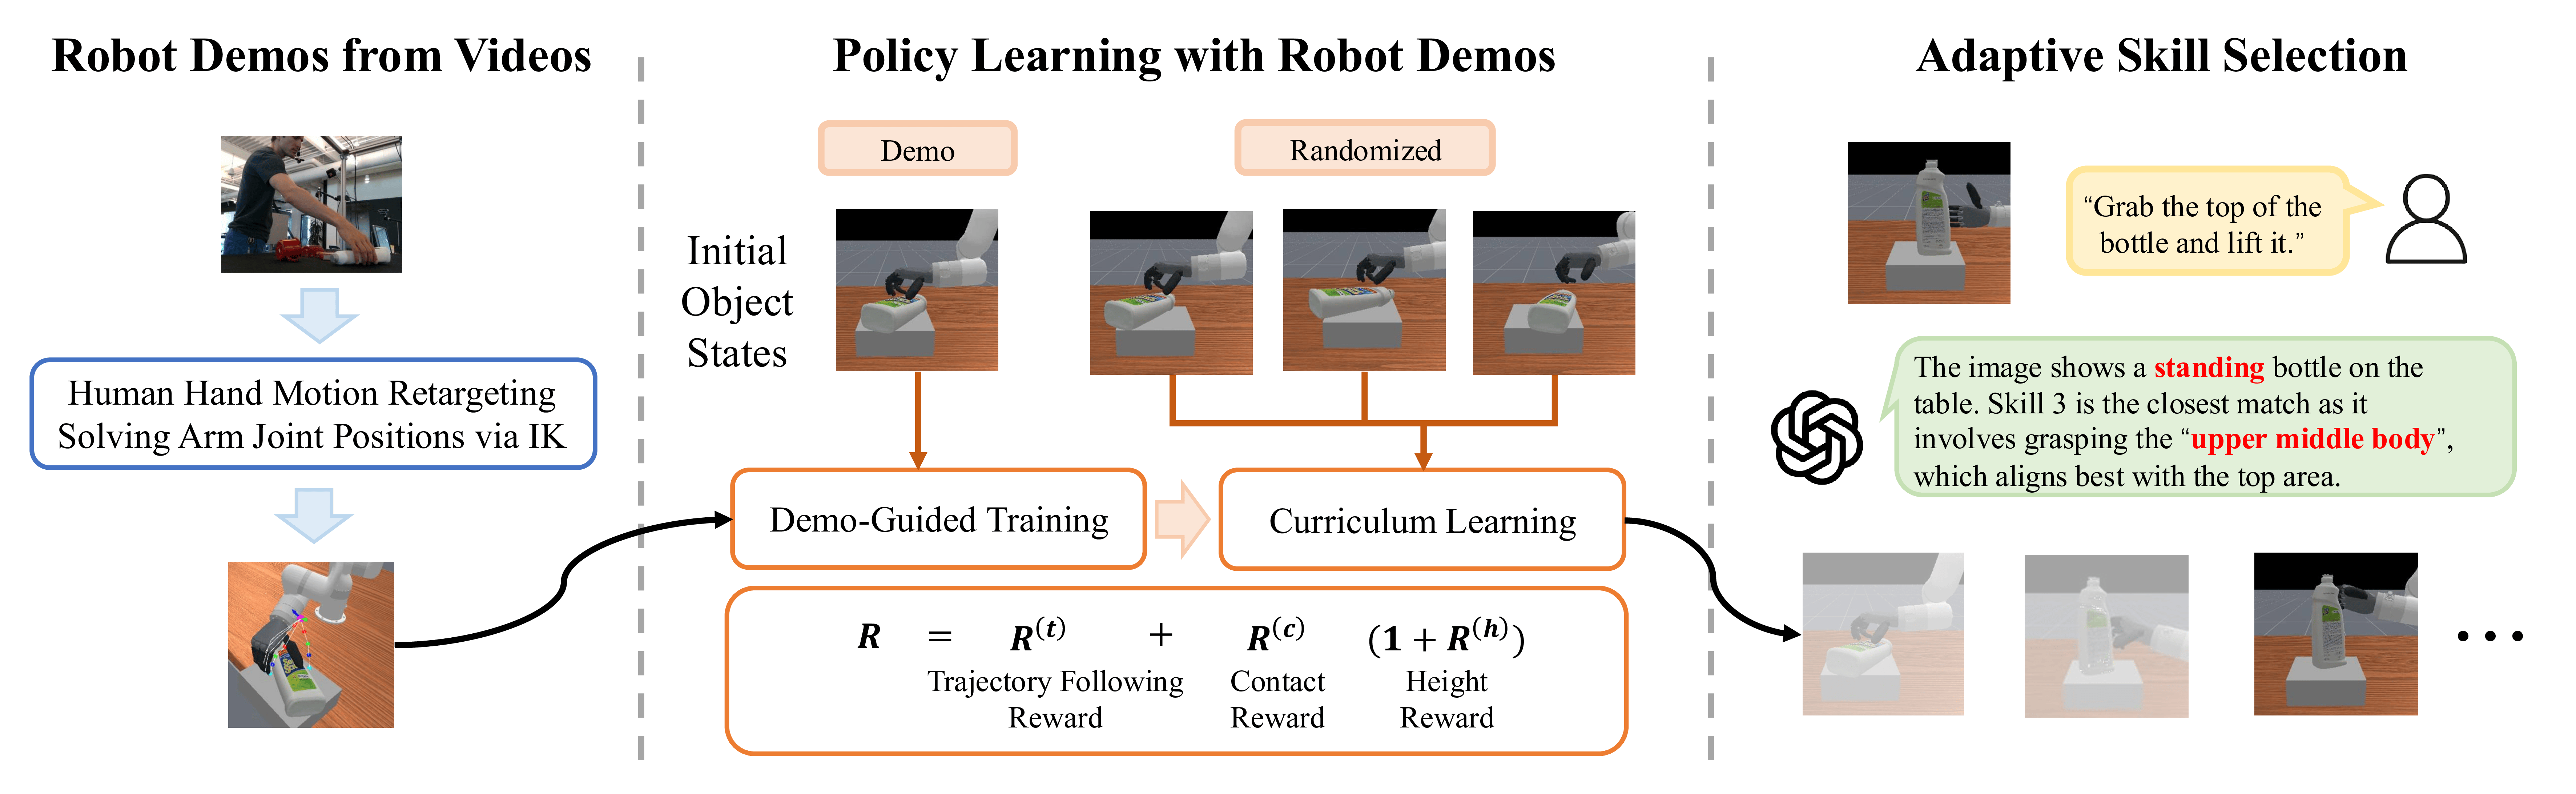 Robot Demos from Videos
Human Hand Motion Retargeting
Solving Arm Joint Positions via IK
Policy Learning with Robot Demos
Demo
Randomized
Initial
Object
States
Demo-Guided Training
Curriculum Learning
R = R^(t) + R^(c) (1 + R^(h))
Trajectory Following
Reward
Contact
Reward
Height
Reward
Adaptive Skill Selection
“Grab the top of the
bottle and lift it.”
The image shows a standing bottle on the
table. Skill 3 is the closest match as it
involves grasping the “upper middle body”,
which aligns best with the top area.
• • •